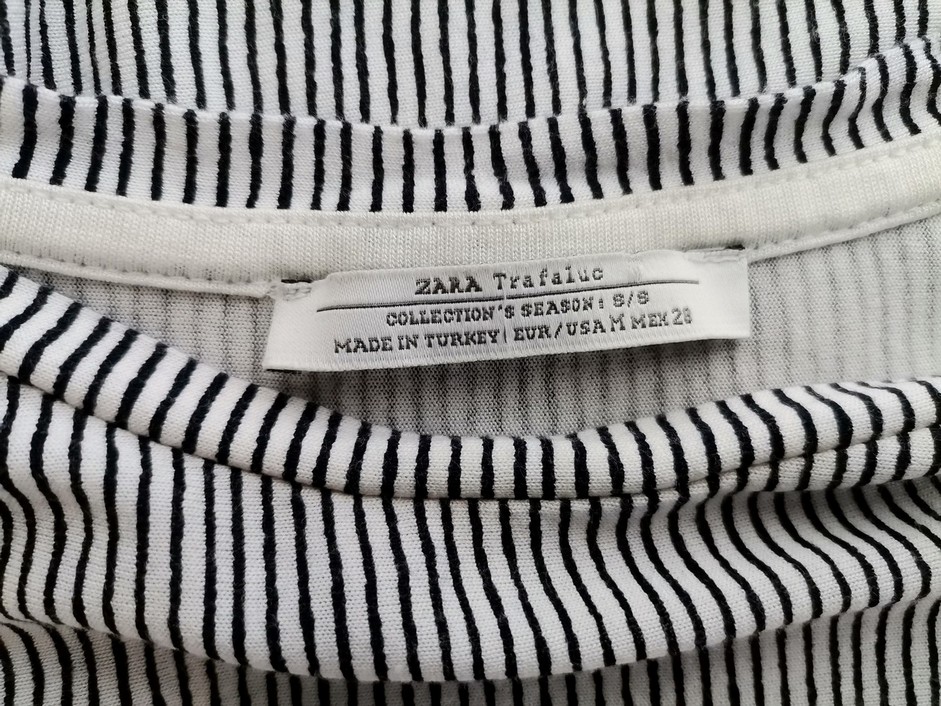 ZARA Trafaluc
COLLECTION'S SEASON: S/S
MADE IN TURKEY EUR/USA M MEX 28